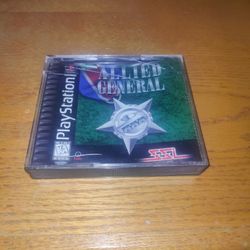 ALLIED
GENERAL
PlayStation
SSI